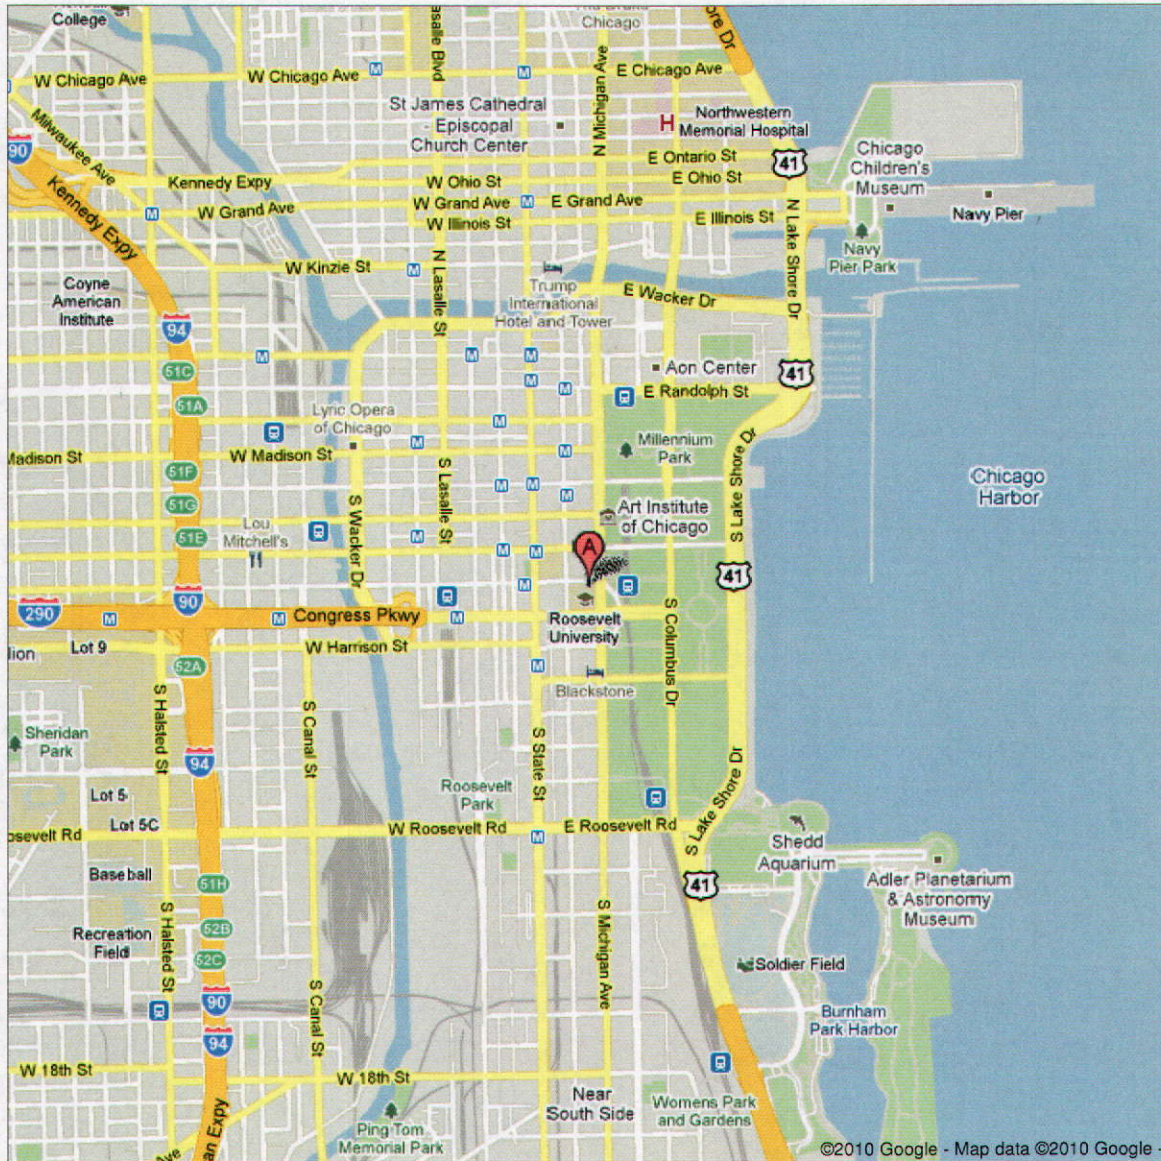 College
Chicago
W Chicago Ave
W Chicago Ave
M
M
E Chicago Ave
N Michigan Ave
St James Cathedral
- Episcopal
Church Center
H
Northwestern
Memorial Hospital
Milwaukee Ave
90
Kennedy Expy
Kennedy Expy
E Ontario St
41
Chicago
Children's
Museum
W Ohio St
E Ohio St
W Grand Ave
W Grand Ave
M
E Grand Ave
M
W Illinois St
E Illinois St
Navy Pier
N Lake Shore Dr
Navy
Pier Park
W Kinzie St
M
N Lasalle St
Trump
International
Hotel and Tower
E Wacker Dr
Coyne
American
Institute
94
M
M
M
Aon Center
41
51C
M
M
E Randolph St
51A
Lyric Opera
of Chicago
M
M
Millennium
Park
Madison St
W Madison St
M
S Lake Shore Dr
51F
S Lasalle St
M
M
M
Chicago
Harbor
51G
S Wacker Dr
Art Institute
of Chicago
51E
Lou
Mitchell's
M
M
M
A
41
M
290
90
M
M
Congress Pkwy
M
Roosevelt
University
S Columbus Dr
Lot 9
W Harrison St
52A
M
Blackstone
S Halsted St
S Canal St
S State St
Sheridan
Park
94
S Lake Shore Dr
Roosevelt
Park
Lot 5
Lot 5C
osevelt Rd
W Roosevelt Rd
M
E Roosevelt Rd
Shedd
Aquarium
Baseball
51H
41
Adler Planetarium
& Astronomy
Museum
S Halsted St
52B
S Michigan Ave
Recreation
Field
52C
Soldier Field
90
S Canal St
Burnham
Park Harbor
94
W 18th St
W 18th St
Near
South Side
Womens Park
and Gardens
Ping Tom
Memorial Park
an Expy
Ave
©2010 Google - Map data ©2010 Google -